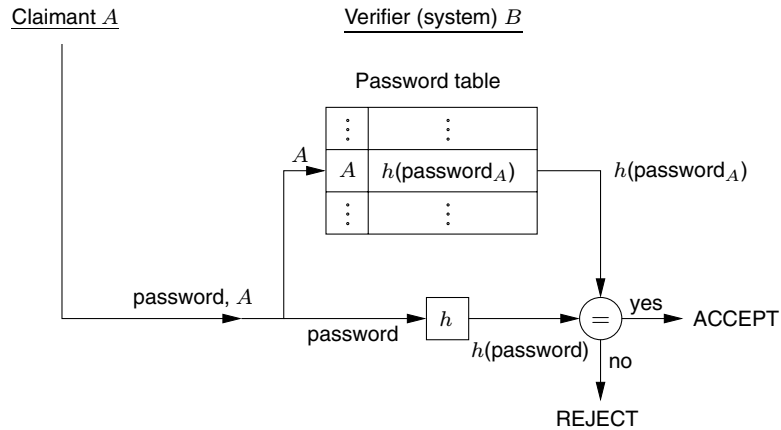 Claimant A
Verifier (system) B
Password table
⋮ ⋮
A
A h(password_A)
h(password_A)
⋮ ⋮
password, A
password
h
h(password)
=
yes
ACCEPT
no
REJECT